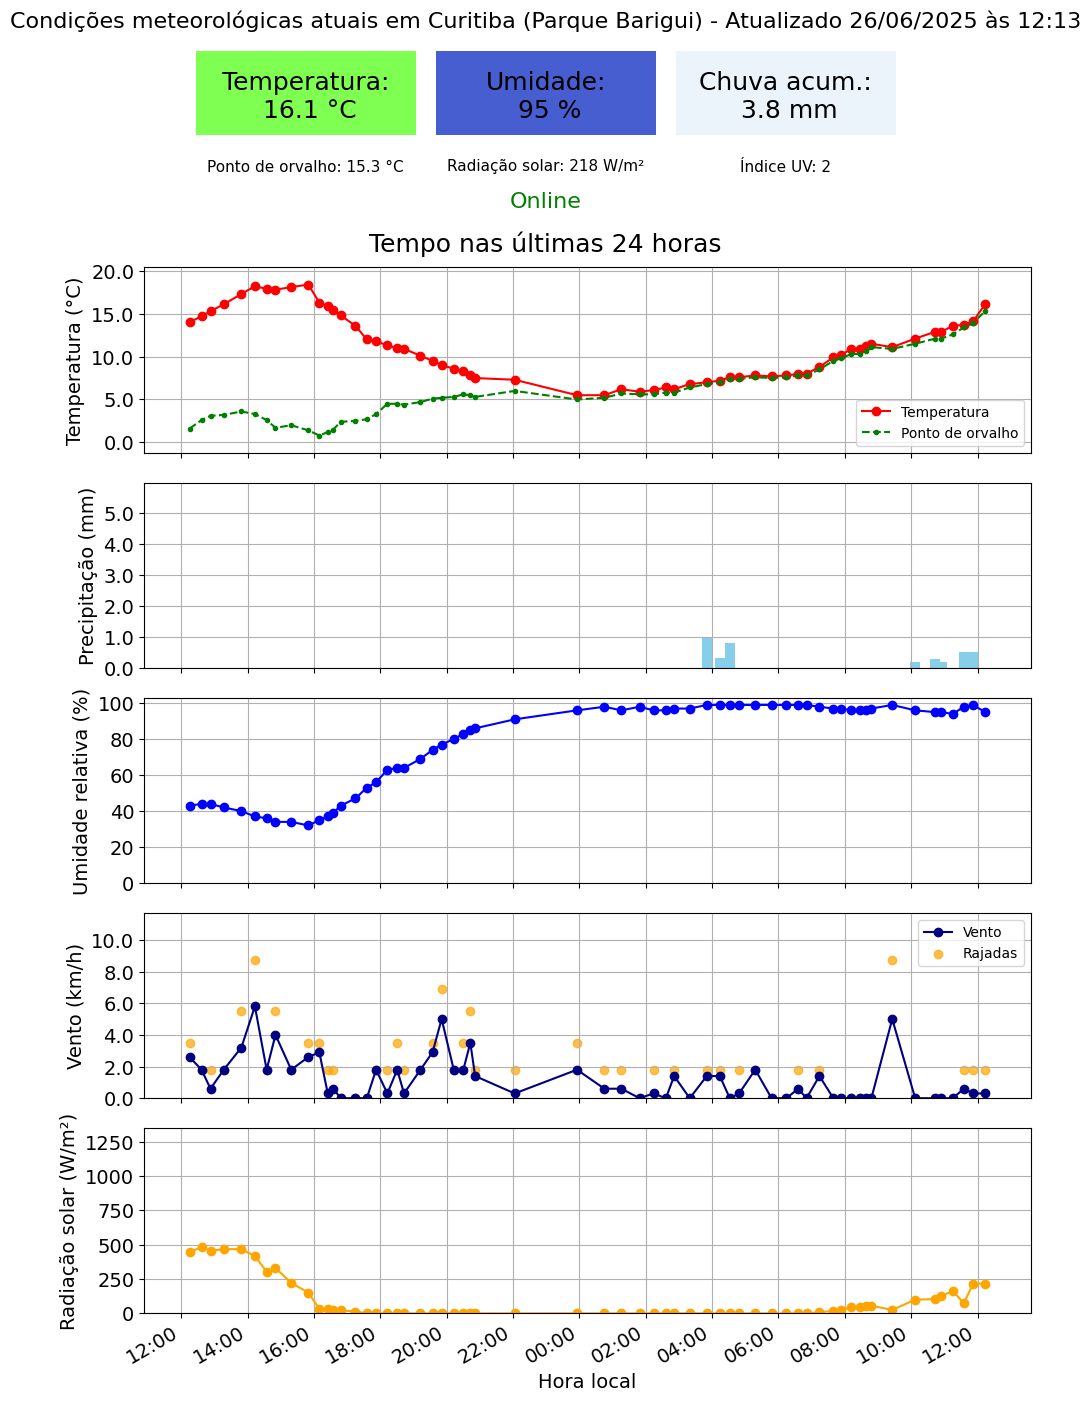 Condições meteorológicas atuais em Curitiba (Parque Barigui) - Atualizado 26/06/2025 às 12:13
Temperatura:
16.1 °C
Umidade:
95 %
Chuva acum.:
3.8 mm
Ponto de orvalho: 15.3 °C
Radiação solar: 218 W/m²
Índice UV: 2
Online
Tempo nas últimas 24 horas
Temperatura (°C)
20.0
15.0
10.0
5.0
0.0
Temperatura
Ponto de orvalho
Precipitação (mm)
5.0
4.0
3.0
2.0
1.0
0.0
Umidade relativa (%)
100
80
60
40
20
0
Vento (km/h)
10.0
8.0
6.0
4.0
2.0
0.0
Vento
Rajadas
Radiação solar (W/m²)
1250
1000
750
500
250
0
12:00
14:00
16:00
18:00
20:00
22:00
00:00
02:00
04:00
06:00
08:00
10:00
12:00
Hora local